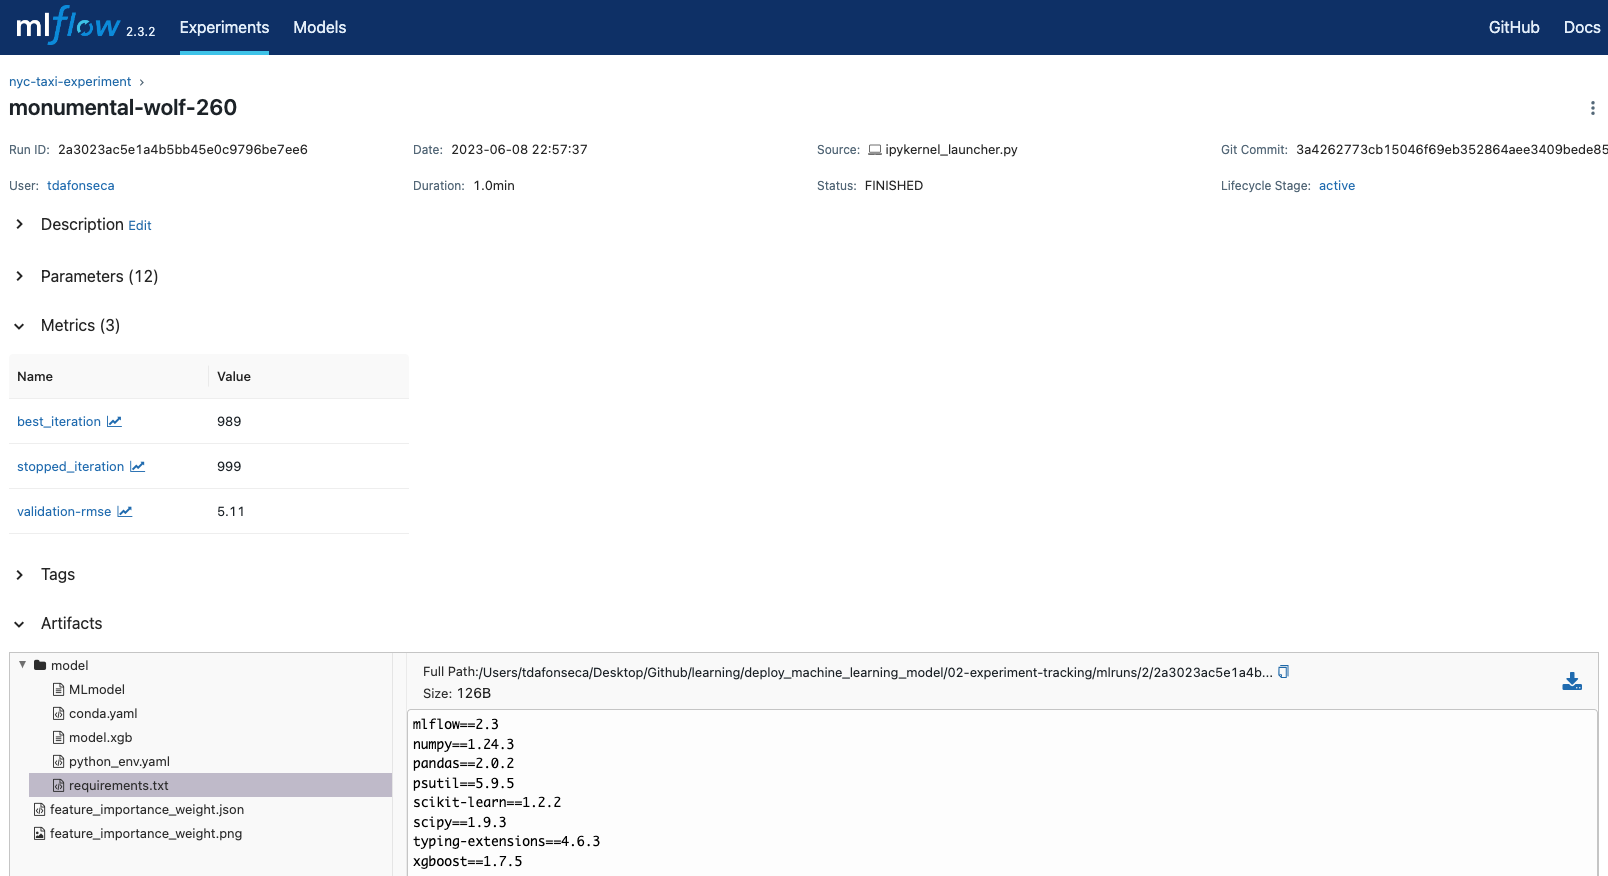 mlflow 2.3.2 Experiments Models GitHub Docs
nyc-taxi-experiment ›
monumental-wolf-260
Run ID: 2a3023ac5e1a4b5bb45e0c9796be7ee6 Date: 2023-06-08 22:57:37 Source: ipykernel_launcher.py Git Commit: 3a4262773cb15046f69eb352864aee3409bede85
User: tdafonseca Duration: 1.0min Status: FINISHED Lifecycle Stage: active
Description Edit
Parameters (12)
Metrics (3)
Name Value
best_iteration 989
stopped_iteration 999
validation-rmse 5.11
Tags
Artifacts
model
MLmodel
conda.yaml
model.xgb
python_env.yaml
requirements.txt
feature_importance_weight.json
feature_importance_weight.png
Full Path:/Users/tdafonseca/Desktop/Github/learning/deploy_machine_learning_model/02-experiment-tracking/mlruns/2/2a3023ac5e1a4b...
Size: 126B
mlflow==2.3
numpy==1.24.3
pandas==2.0.2
psutil==5.9.5
scikit-learn==1.2.2
scipy==1.9.3
typing-extensions==4.6.3
xgboost==1.7.5